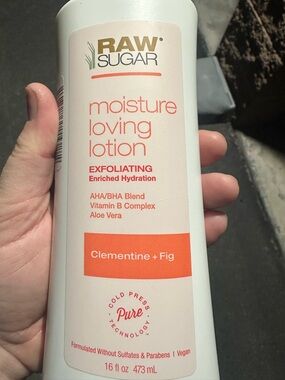 RAW
SUGAR
moisture
loving
lotion
EXFOLIATING
Enriched Hydration
AHA/BHA Blend
Vitamin B Complex
Aloe Vera
Clementine + Fig
COLD PRESS
Pure
TECHNOLOGY
Formulated Without Sulfates & Parabens | Vegan
16 fl oz 473 mL